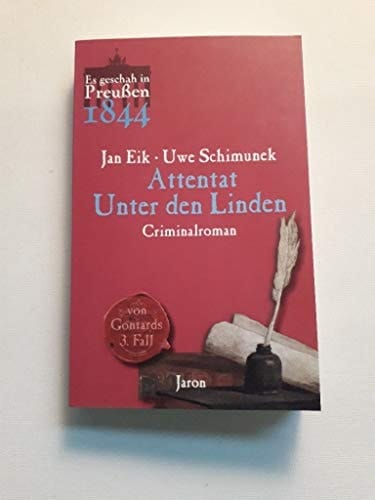 Es geschah in
Preußen
1844
Jan Eik · Uwe Schimunek
Attentat
Unter den Linden
Criminalroman
von
Gontards
3. Fall
Jaron